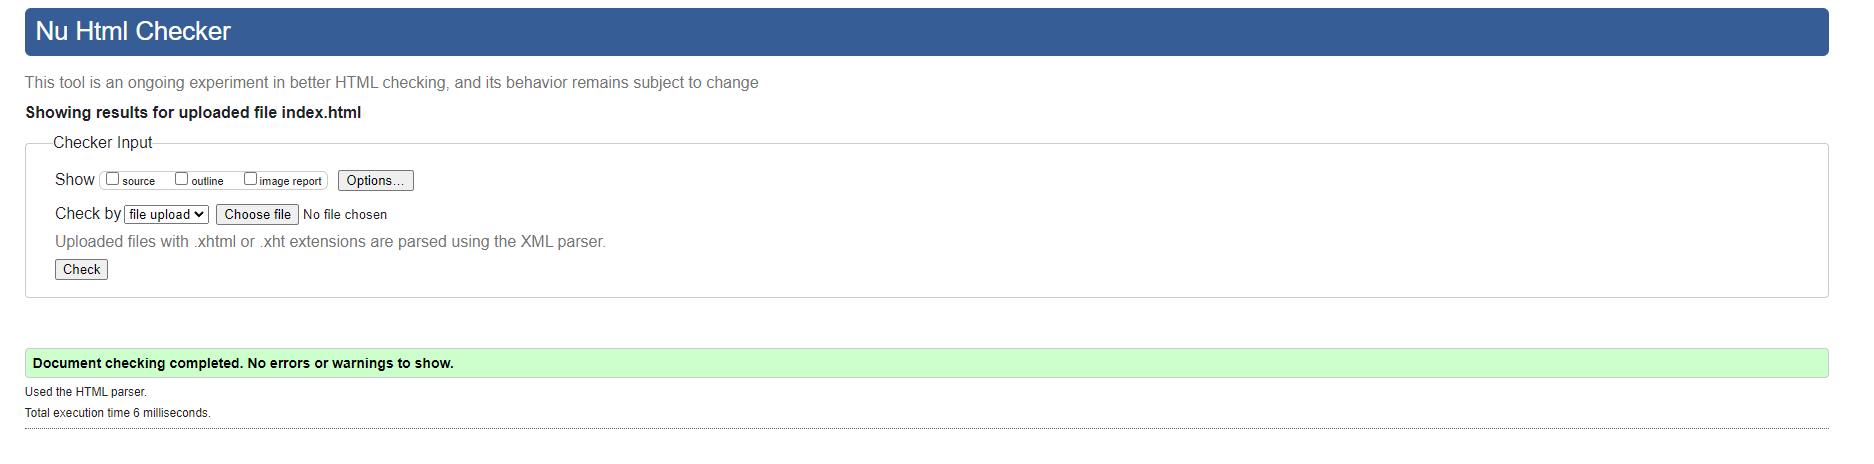 Nu Html Checker
This tool is an ongoing experiment in better HTML checking, and its behavior remains subject to change
Showing results for uploaded file index.html
Checker Input
Show source outline image report Options...
Check by file upload Choose file No file chosen
Uploaded files with .xhtml or .xht extensions are parsed using the XML parser.
Check
Document checking completed. No errors or warnings to show.
Used the HTML parser.
Total execution time 6 milliseconds.